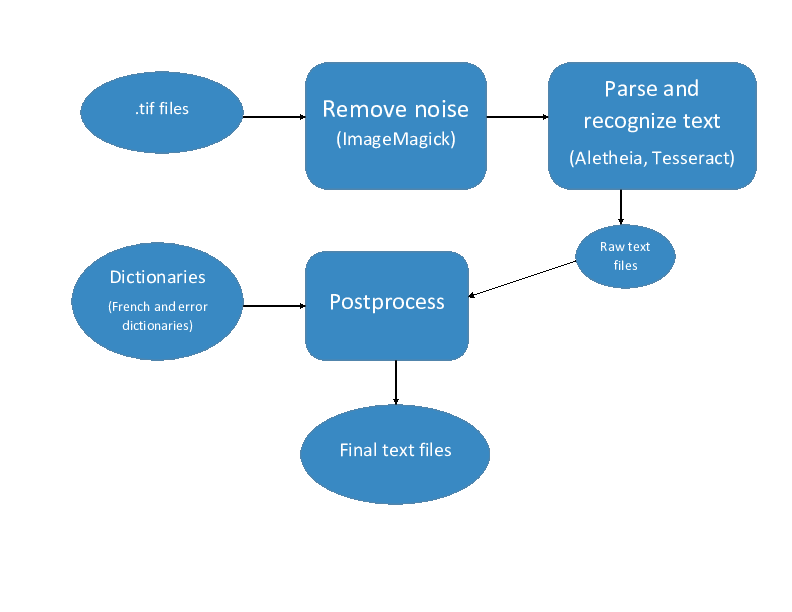 .tif files
Remove noise
(ImageMagick)
Parse and
recognize text
(Aletheia, Tesseract)
Raw text
files
Dictionaries
(French and error
dictionaries)
Postprocess
Final text files